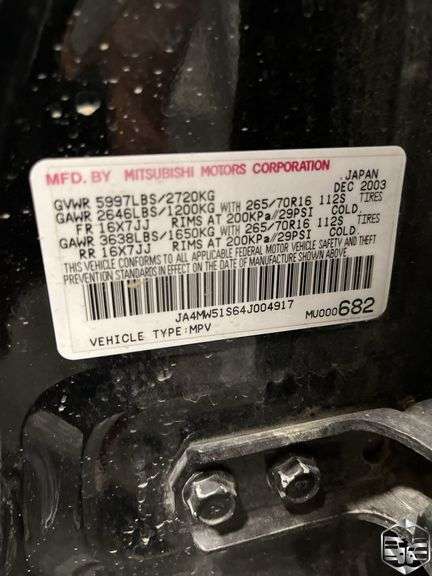 MFD. BY MITSUBISHI MOTORS CORPORATION
JAPAN
DEC 2003
GVWR 5997LBS/2720KG
GAWR 2646LBS/1200KG WITH 265/70R16 112S TIRES
FR 16X7JJ RIMS AT 200KPa/29PSI COLD.
GAWR 3638LBS/1650KG WITH 265/70R16 112S TIRES
RR 16X7JJ RIMS AT 200KPa/29PSI COLD.
THIS VEHICLE CONFORMS TO ALL APPLICABLE FEDERAL MOTOR VEHICLE SAFETY AND THEFT
PREVENTION STANDARDS IN EFFECT ON THE DATE OF MANUFACTURE SHOWN ABOVE.
JA4MW51S64J004917
MU000682
VEHICLE TYPE:MPV